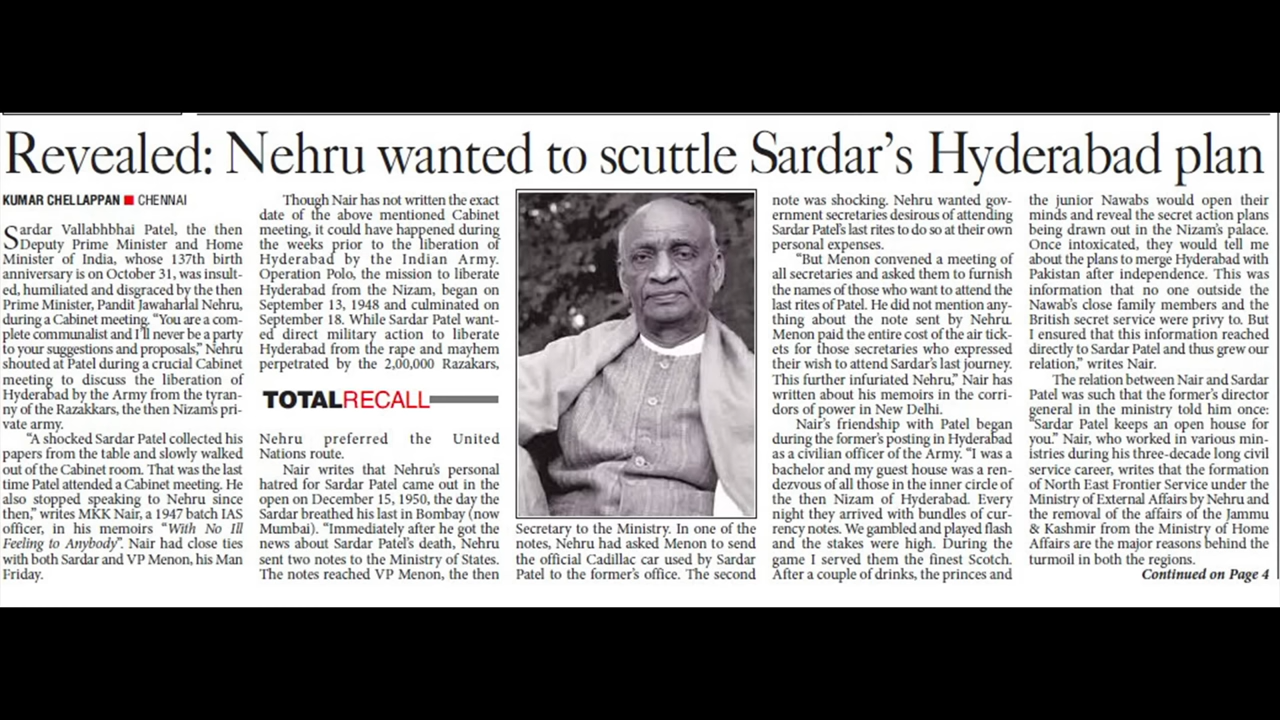 Revealed: Nehru wanted to scuttle Sardar's Hyderabad plan
KUMAR CHELLAPPAN ■ CHENNAI
Sardar Vallabhbhai Patel, the then
Deputy Prime Minister and Home
Minister of India, whose 137th birth
anniversary is on October 31, was insult-
ed, humiliated and disgraced by the then
Prime Minister, Pandit Jawaharlal Nehru,
during a Cabinet meeting. "You are a com-
plete communalist and I'll never be a party
to your suggestions and proposals," Nehru
shouted at Patel during a crucial Cabinet
meeting to discuss the liberation of
Hyderabad by the Army from the tyran-
ny of the Razakkars, the then Nizam's pri-
vate army.
"A shocked Sardar Patel collected his
papers from the table and slowly walked
out of the Cabinet room. That was the last
time Patel attended a Cabinet meeting. He
also stopped speaking to Nehru since
then," writes MKK Nair, a 1947 batch IAS
officer, in his memoirs "With No Ill
Feeling to Anybody". Nair had close ties
with both Sardar and VP Menon, his Man
Friday.
Though Nair has not written the exact
date of the above mentioned Cabinet
meeting, it could have happened during
the weeks prior to the liberation of
Hyderabad by the Indian Army.
Operation Polo, the mission to liberate
Hyderabad from the Nizam, began on
September 13, 1948 and culminated on
September 18. While Sardar Patel want-
ed direct military action to liberate
Hyderabad from the rape and mayhem
perpetrated by the 2,00,000 Razakars,
TOTALRECALL
Nehru preferred the United
Nations route.
Nair writes that Nehru's personal
hatred for Sardar Patel came out in the
open on December 15, 1950, the day the
Sardar breathed his last in Bombay (now
Mumbai). "Immediately after he got the
news about Sardar Patel's death, Nehru
sent two notes to the Ministry of States.
The notes reached VP Menon, the then
Secretary to the Ministry. In one of the
notes, Nehru had asked Menon to send
the official Cadillac car used by Sardar
Patel to the former's office. The second
note was shocking. Nehru wanted gov-
ernment secretaries desirous of attending
Sardar Patel's last rites to do so at their own
personal expenses.
"But Menon convened a meeting of
all secretaries and asked them to furnish
the names of those who want to attend the
last rites of Patel. He did not mention any-
thing about the note sent by Nehru.
Menon paid the entire cost of the air tick-
ets for those secretaries who expressed
their wish to attend Sardar's last journey.
This further infuriated Nehru," Nair has
written about his memoirs in the corri-
dors of power in New Delhi.
Nair's friendship with Patel began
during the former's posting in Hyderabad
as a civilian officer of the Army. "I was a
bachelor and my guest house was a ren-
dezvous of all those in the inner circle of
the then Nizam of Hyderabad. Every
night they arrived with bundles of cur-
rency notes. We gambled and played flash
and the stakes were high. During the
game I served them the finest Scotch.
After a couple of drinks, the princes and
the junior Nawabs would open their
minds and reveal the secret action plans
being drawn out in the Nizam's palace.
Once intoxicated, they would tell me
about the plans to merge Hyderabad with
Pakistan after independence. This was
information that no one outside the
Nawab's close family members and the
British secret service were privy to. But
I ensured that this information reached
directly to Sardar Patel and thus grew our
relation," writes Nair.
The relation between Nair and Sardar
Patel was such that the former's director
general in the ministry told him once:
"Sardar Patel keeps an open house for
you." Nair, who worked in various min-
istries during his three-decade long civil
service career, writes that the formation
of North East Frontier Service under the
Ministry of External Affairs by Nehru and
the removal of the affairs of the Jammu
& Kashmir from the Ministry of Home
Affairs are the major reasons behind the
turmoil in both the regions.
Continued on Page 4